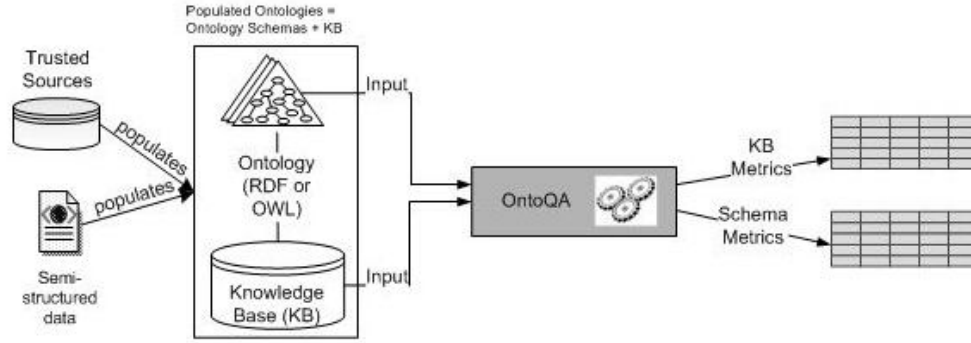 Populated Ontologies =
Ontology Schemas + KB
Trusted
Sources
populates
populates
Semi-
structured
data
Ontology
(RDF or
OWL)
Knowledge
Base (KB)
Input
Input
OntoQA
KB
Metrics
Schema
Metrics